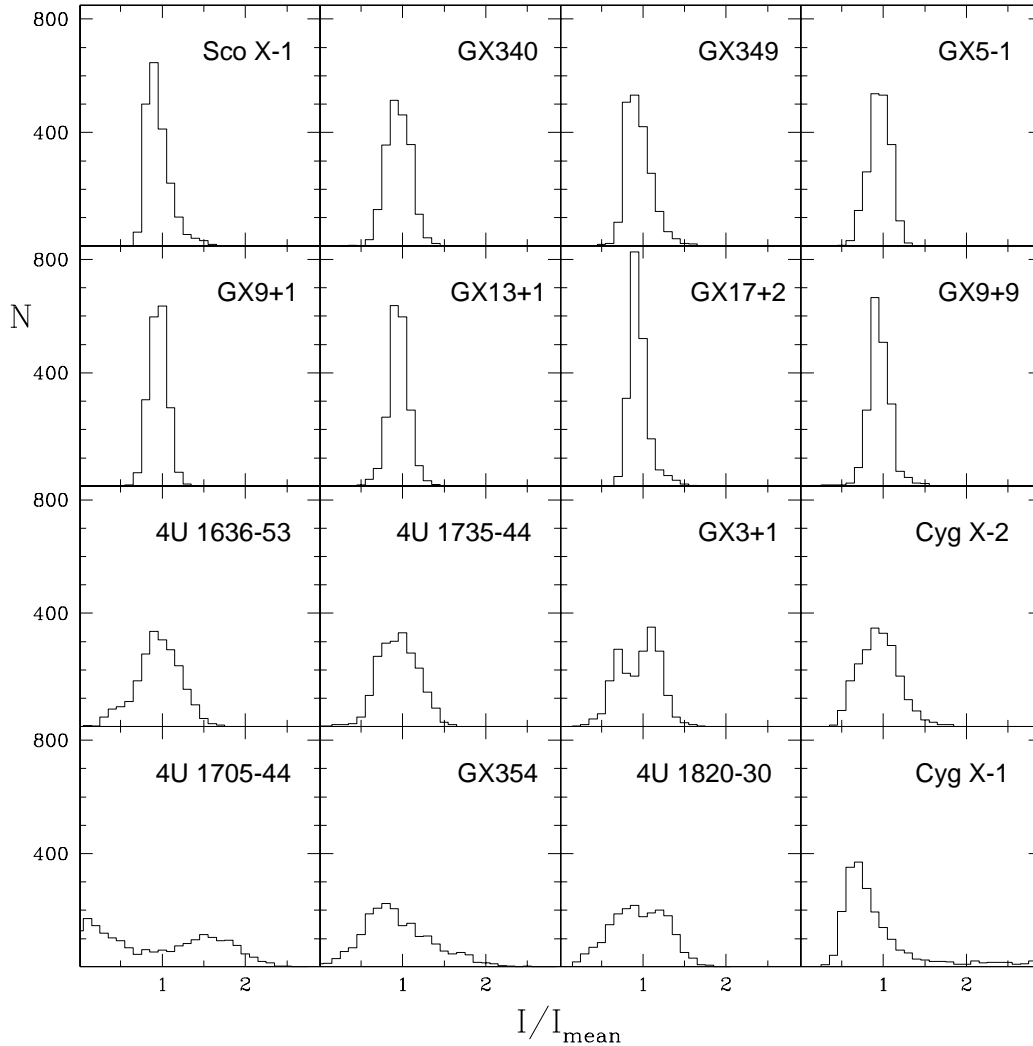 800
Sco X-1
GX340
GX349
GX5-1
400
800
GX9+1
GX13+1
GX17+2
GX9+9
N
400
800
4U 1636-53
4U 1735-44
GX3+1
Cyg X-2
400
800
4U 1705-44
GX354
4U 1820-30
Cyg X-1
400
1 2 1 2 1 2 1 2
I/Imean